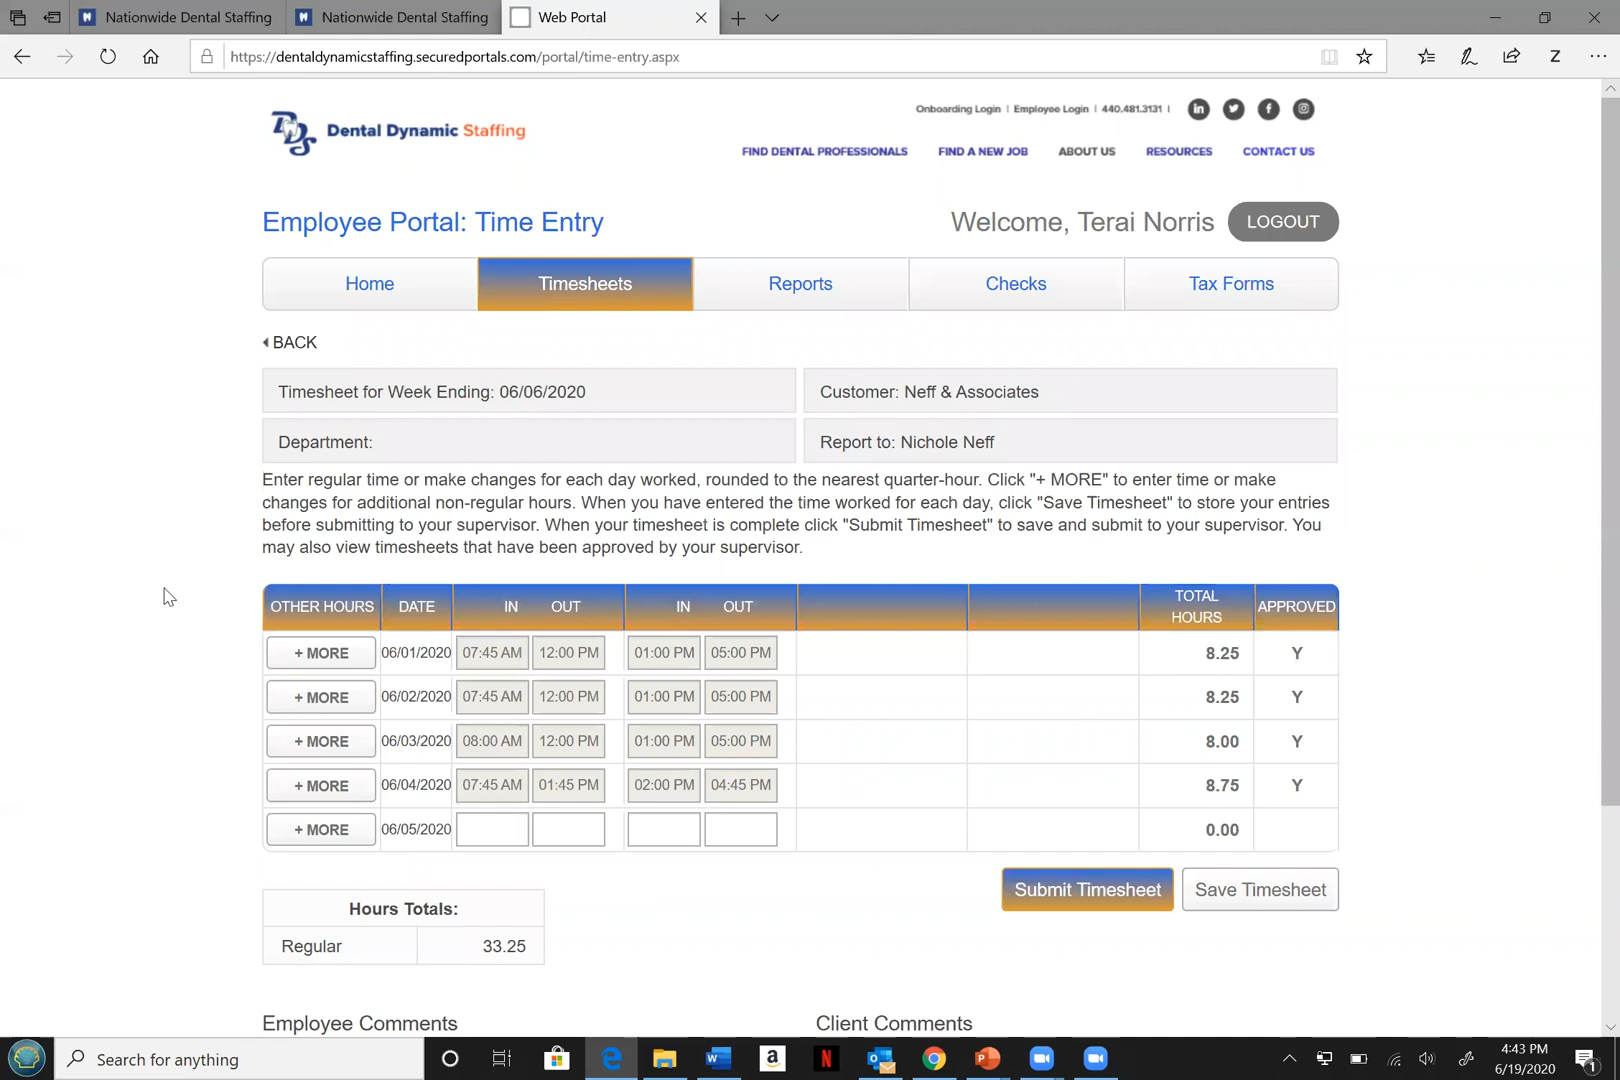 Nationwide Dental Staffing
Nationwide Dental Staffing
Web Portal
https://dentaldynamicstaffing.securedportals.com/portal/time-entry.aspx
Z
Onboarding Login | Employee Login | 440.481.3131 |
DDS Dental Dynamic Staffing
FIND DENTAL PROFESSIONALS FIND A NEW JOB ABOUT US RESOURCES CONTACT US
Employee Portal: Time Entry
Welcome, Terai Norris LOGOUT
Home Timesheets Reports Checks Tax Forms
BACK
Timesheet for Week Ending: 06/06/2020 Customer: Neff & Associates
Department: Report to: Nichole Neff
Enter regular time or make changes for each day worked, rounded to the nearest quarter-hour. Click "+ MORE" to enter time or make
changes for additional non-regular hours. When you have entered the time worked for each day, click "Save Timesheet" to store your entries
before submitting to your supervisor. When your timesheet is complete click "Submit Timesheet" to save and submit to your supervisor. You
may also view timesheets that have been approved by your supervisor.
OTHER HOURS DATE IN OUT IN OUT TOTAL HOURS APPROVED
+ MORE 06/01/2020 07:45 AM 12:00 PM 01:00 PM 05:00 PM 8.25 Y
+ MORE 06/02/2020 07:45 AM 12:00 PM 01:00 PM 05:00 PM 8.25 Y
+ MORE 06/03/2020 08:00 AM 12:00 PM 01:00 PM 05:00 PM 8.00 Y
+ MORE 06/04/2020 07:45 AM 01:45 PM 02:00 PM 04:45 PM 8.75 Y
+ MORE 06/05/2020 0.00
Submit Timesheet Save Timesheet
Hours Totals:
Regular 33.25
Employee Comments Client Comments
Search for anything
4:43 PM
6/19/2020
1